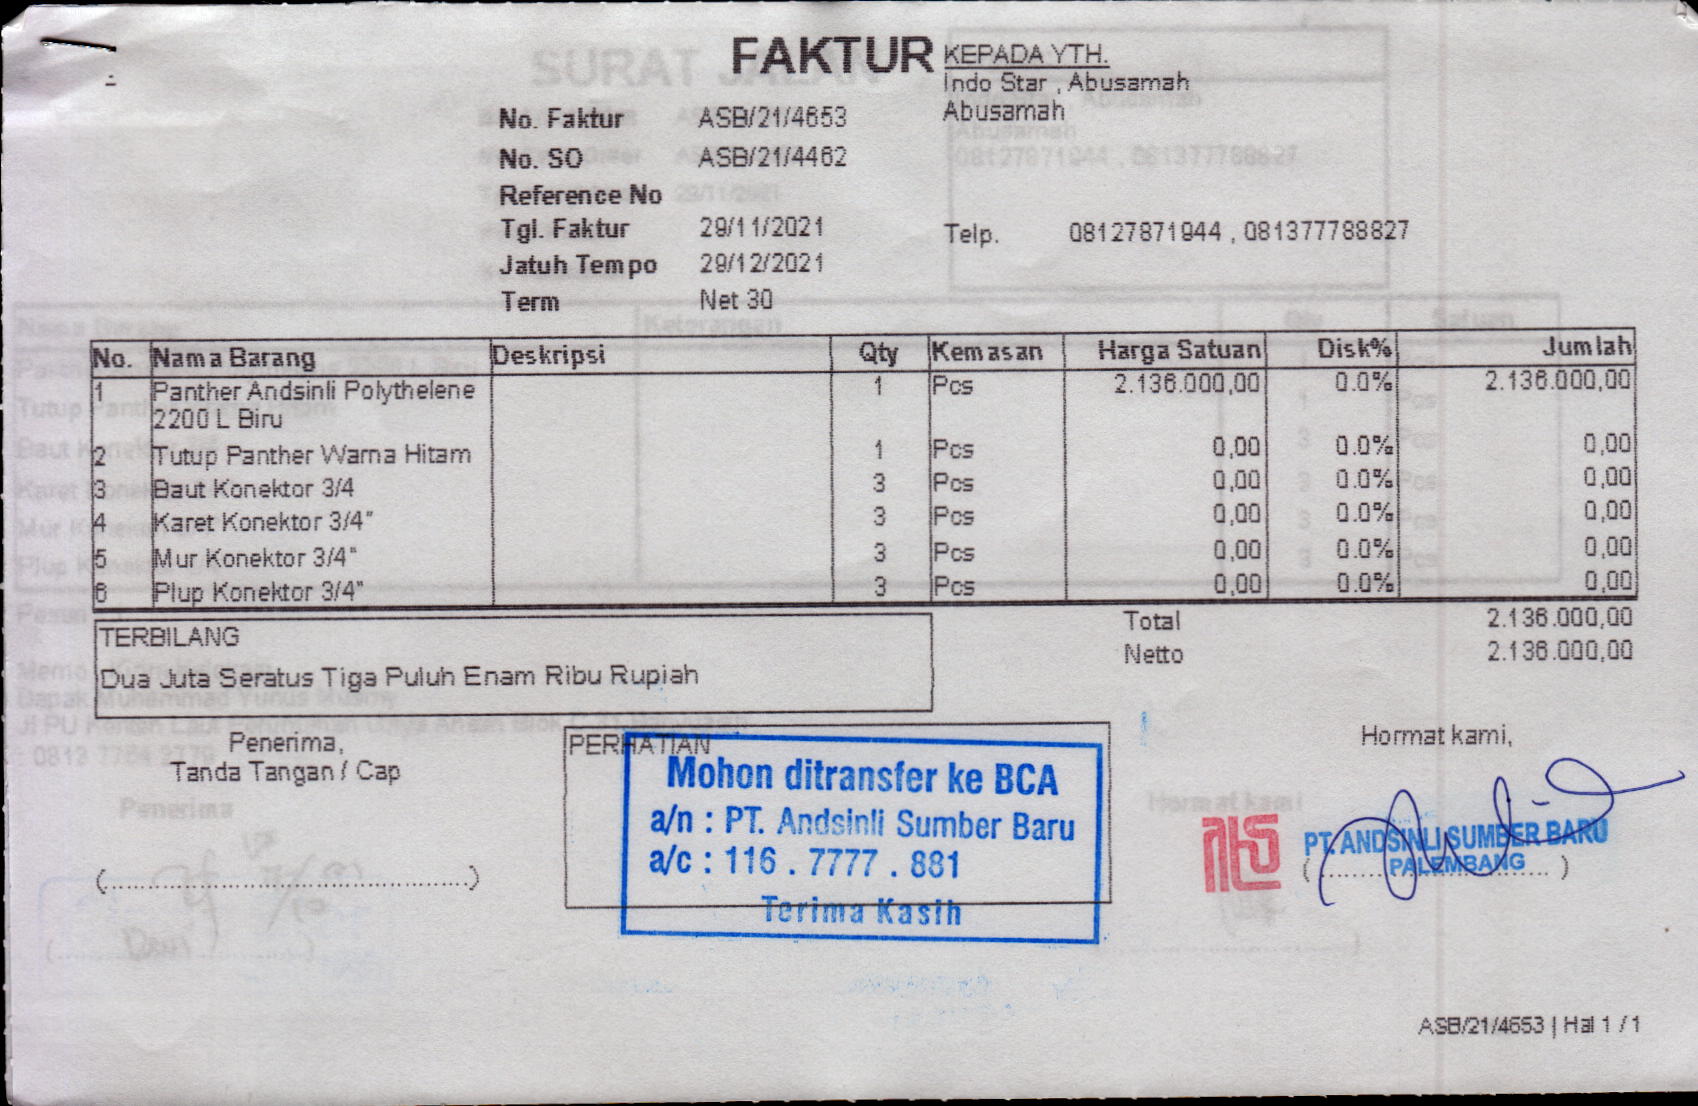 FAKTUR
KEPADA YTH.
Indo Star , Abusamah
Abusamah
No. Faktur ASB/21/4653
No. SO ASB/21/4462
Reference No
Tgl. Faktur 29/11/2021
Telp. 08127871944 , 081377788827
Jatuh Tempo 29/12/2021
Term Net 30
No. Nama Barang Deskripsi Qty Kemasan Harga Satuan Disk% Jumlah
1 Panther Andsinli Polythelene 1 Pcs 2.136.000,00 0.0% 2.136.000,00
2200 L Biru
2 Tutup Panther Warna Hitam 1 Pcs 0,00 0.0% 0,00
3 Baut Konektor 3/4 3 Pcs 0,00 0.0% 0,00
4 Karet Konektor 3/4" 3 Pcs 0,00 0.0% 0,00
5 Mur Konektor 3/4" 3 Pcs 0,00 0.0% 0,00
6 Plup Konektor 3/4" 3 Pcs 0,00 0.0% 0,00
Total 2.136.000,00
Netto 2.136.000,00
TERBILANG
Dua Juta Seratus Tiga Puluh Enam Ribu Rupiah
Penerima,
Tanda Tangan / Cap
(..................................................)
PERHATIAN
Mohon ditransfer ke BCA
a/n : PT. Andsinli Sumber Baru
a/c : 116 . 7777 . 881
Terima Kasih
Hormat kami,
PT. ANDSINLI SUMBER BARU
PALEMBANG
ASB/21/4653 | Hal 1 / 1